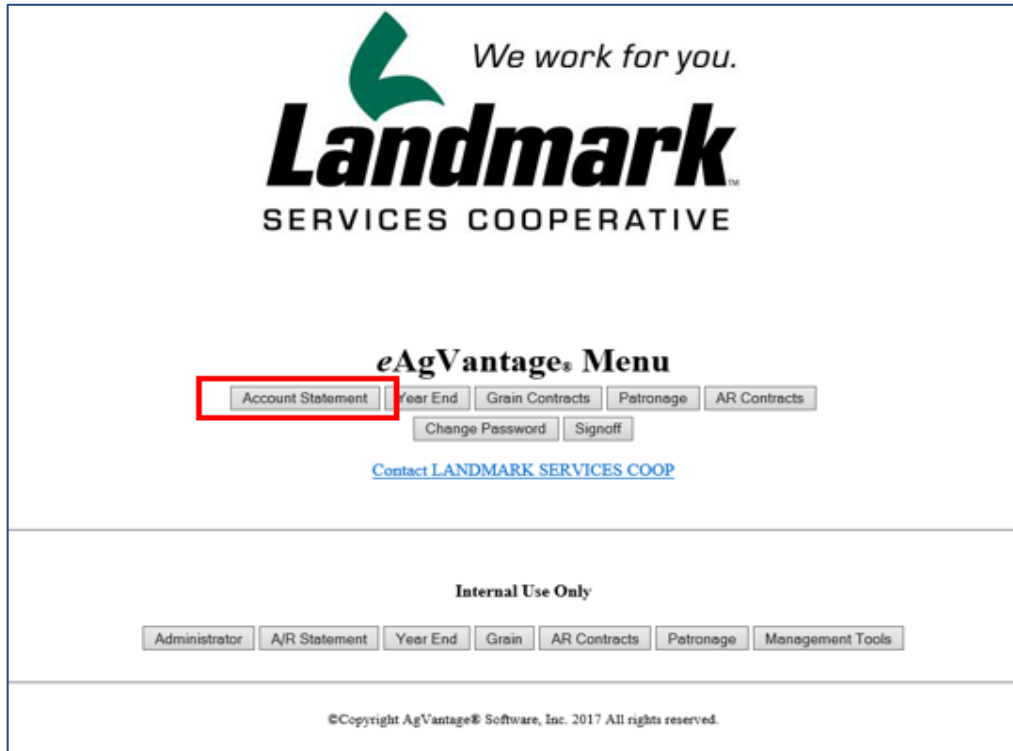 We work for you.
Landmark™
SERVICES COOPERATIVE
eAgVantage® Menu
Account Statement Year End Grain Contracts Patronage AR Contracts
Change Password Signoff
Contact LANDMARK SERVICES COOP
Internal Use Only
Administrator A/R Statement Year End Grain AR Contracts Patronage Management Tools
©Copyright AgVantage® Software, Inc. 2017 All rights reserved.